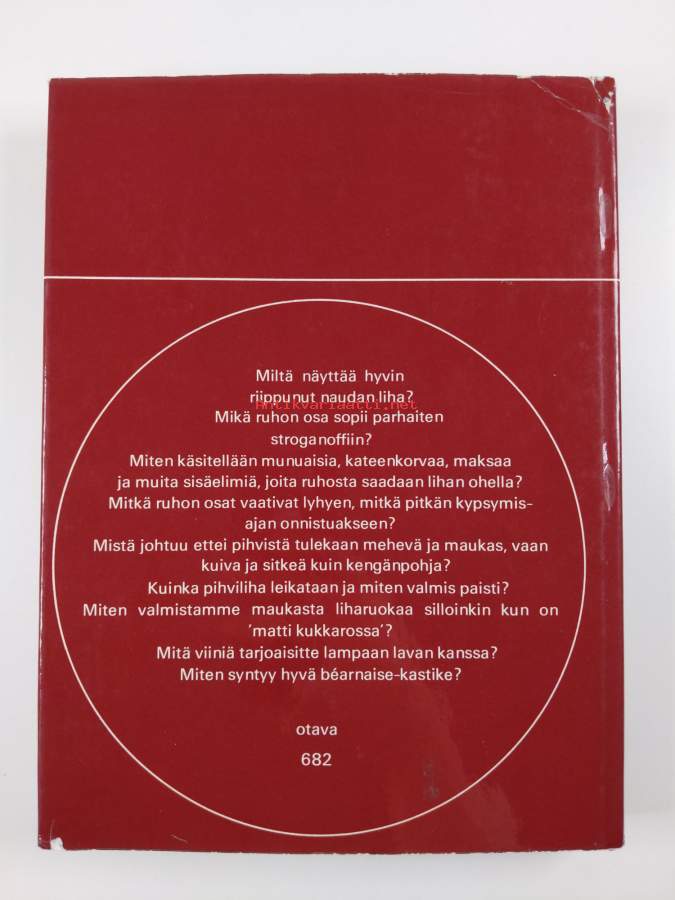 Miltä näyttää hyvin
riippunut naudan liha?
Antikvariaatti.net
Mikä ruhon osa sopii parhaiten
stroganoffiin?
Miten käsitellään munuaisia, kateenkorvaa, maksaa
ja muita sisäelimiä, joita ruhosta saadaan lihan ohella?
Mitkä ruhon osat vaativat lyhyen, mitkä pitkän kypsymis-
ajan onnistuakseen?
Mistä johtuu ettei pihvistä tulekaan mehevä ja maukas, vaan
kuiva ja sitkeä kuin kengänpohja?
Kuinka pihviliha leikataan ja miten valmis paisti?
Miten valmistamme maukasta liharuokaa silloinkin kun on
'matti kukkarossa'?
Mitä viiniä tarjoaisitte lampaan lavan kanssa?
Miten syntyy hyvä béarnaise-kastike?
otava
682